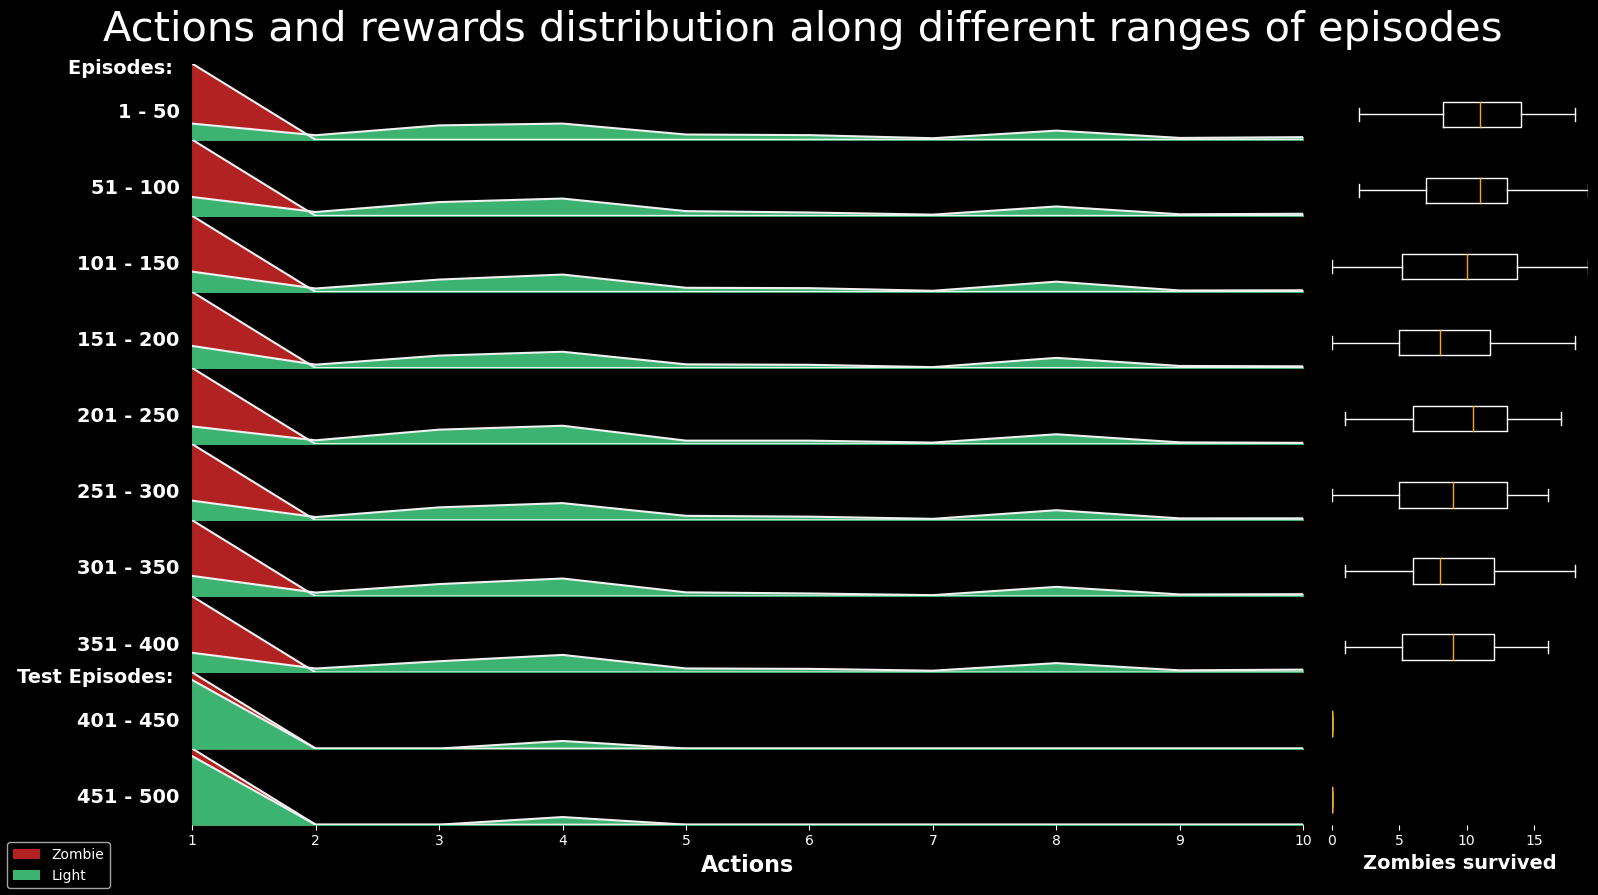 Actions and rewards distribution along different ranges of episodes
Episodes:
1 - 50
51 - 100
101 - 150
151 - 200
201 - 250
251 - 300
301 - 350
351 - 400
Test Episodes:
401 - 450
451 - 500
1 2 3 4 5 6 7 8 9 10
0 5 10 15
Actions
Zombies survived
Zombie
Light